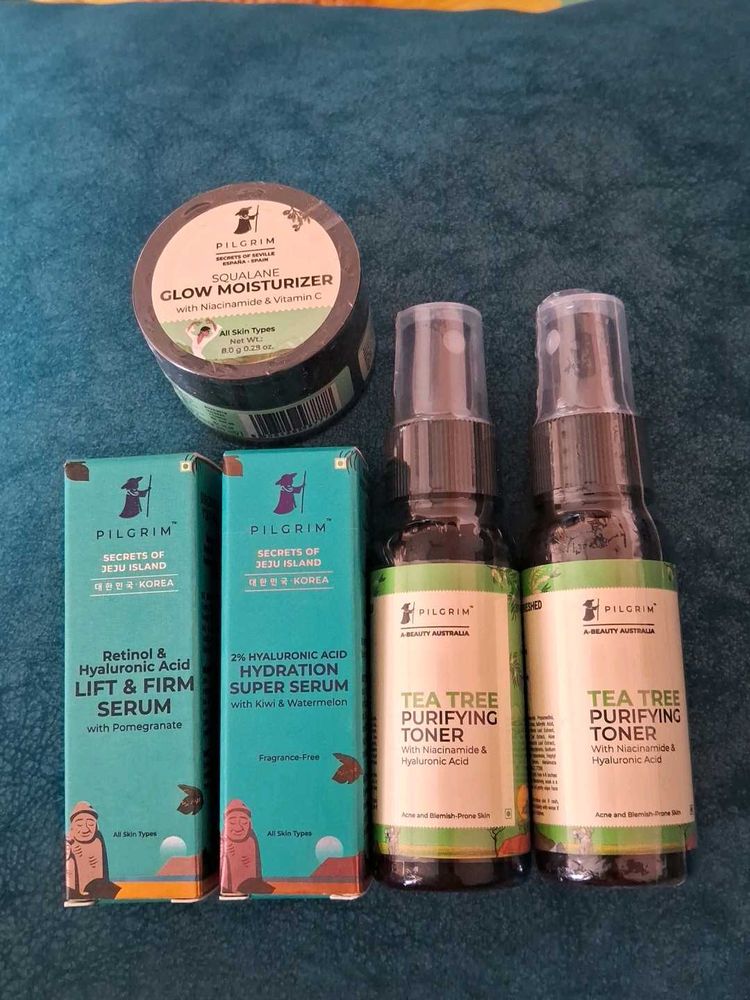 PILGRIM
SECRETS OF SEVILLE
ESPAÑA - SPAIN
SQUALANE
GLOW MOISTURIZER
with Niacinamide & Vitamin C
All Skin Types
Net Wt.:
8.0 g 0.29 oz.
PILGRIM™
SECRETS OF
JEJU ISLAND
대한민국·KOREA
Retinol &
Hyaluronic Acid
LIFT & FIRM
SERUM
with Pomegranate
All Skin Types
PILGRIM™
SECRETS OF
JEJU ISLAND
대한민국·KOREA
2% HYALURONIC ACID
HYDRATION
SUPER SERUM
with Kiwi & Watermelon
Fragrance-Free
All Skin Types
PILGRIM™
A-BEAUTY AUSTRALIA
TEA TREE
PURIFYING
TONER
With Niacinamide &
Hyaluronic Acid
Acne and Blemish-Prone Skin
PILGRIM™
A-BEAUTY AUSTRALIA
TEA TREE
PURIFYING
TONER
With Niacinamide &
Hyaluronic Acid
Acne and Blemish-Prone Skin